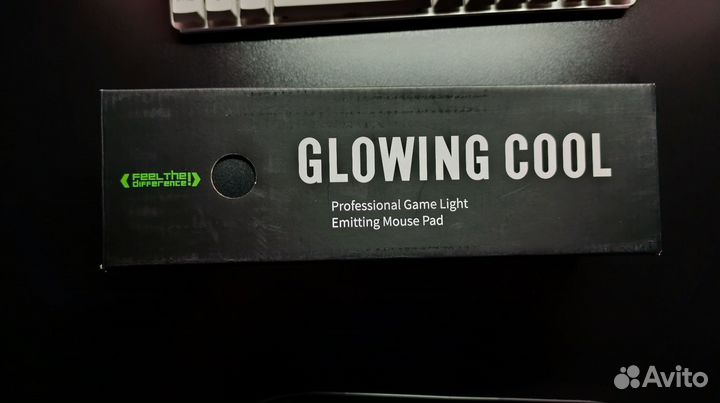 FEEL THE
DIFFERENCE!
GLOWING COOL
Professional Game Light
Emitting Mouse Pad
Avito